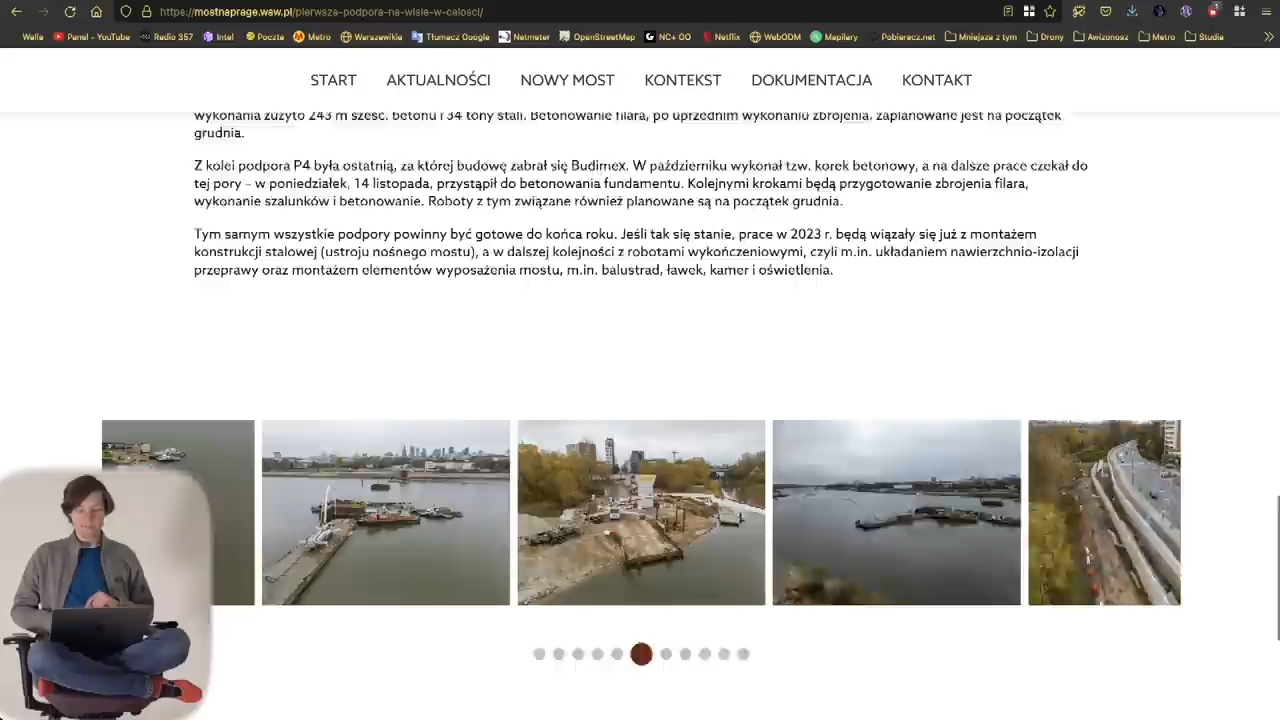 https://mostnaprage.waw.pl/pierwsza-podpora-na-wisle-w-calosci/
Walle Panel - YouTube Radio 357 Intel Poczta Metro Warszawikia Tłumacz Google Netmeter OpenStreetMap NC+ GO Netflix WebODM Mapilary Pobierecz.net Mniejsza z tym Drony Awizonosz Metro Studia
START AKTUALNOŚCI NOWY MOST KONTEKST DOKUMENTACJA KONTAKT
wykonania zużyto 243 m sześc. betonu i 34 tony stali. Betonowanie filara, po uprzednim wykonaniu zbrojenia, zaplanowane jest na początek
grudnia.
Z kolei podpora P4 była ostatnią, za której budowę zabrał się Budimex. W październiku wykonał tzw. korek betonowy, a na dalsze prace czekał do
tej pory – w poniedziałek, 14 listopada, przystąpił do betonowania fundamentu. Kolejnymi krokami będą przygotowanie zbrojenia filara,
wykonanie szalunków i betonowanie. Roboty z tym związane również planowane są na początek grudnia.
Tym samym wszystkie podpory powinny być gotowe do końca roku. Jeśli tak się stanie, prace w 2023 r. będą wiązały się już z montażem
konstrukcji stalowej (ustroju nośnego mostu), a w dalszej kolejności z robotami wykończeniowymi, czyli m.in. układaniem nawierzchnio-izolacji
przeprawy oraz montażem elementów wyposażenia mostu, m.in. balustrad, ławek, kamer i oświetlenia.